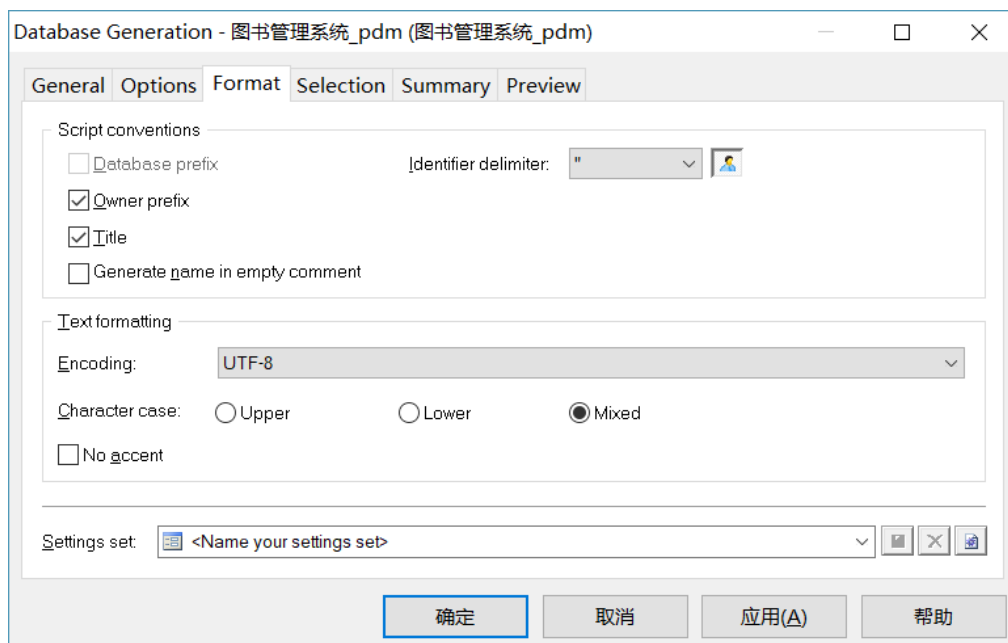 Database Generation - 图书管理系统_pdm (图书管理系统_pdm)
General Options Format Selection Summary Preview
Script conventions
Database prefix Identifier delimiter: "
Owner prefix
Title
Generate name in empty comment
Text formatting
Encoding: UTF-8
Character case: Upper Lower Mixed
No accent
Settings set: <Name your settings set>
确定 取消 应用(A) 帮助